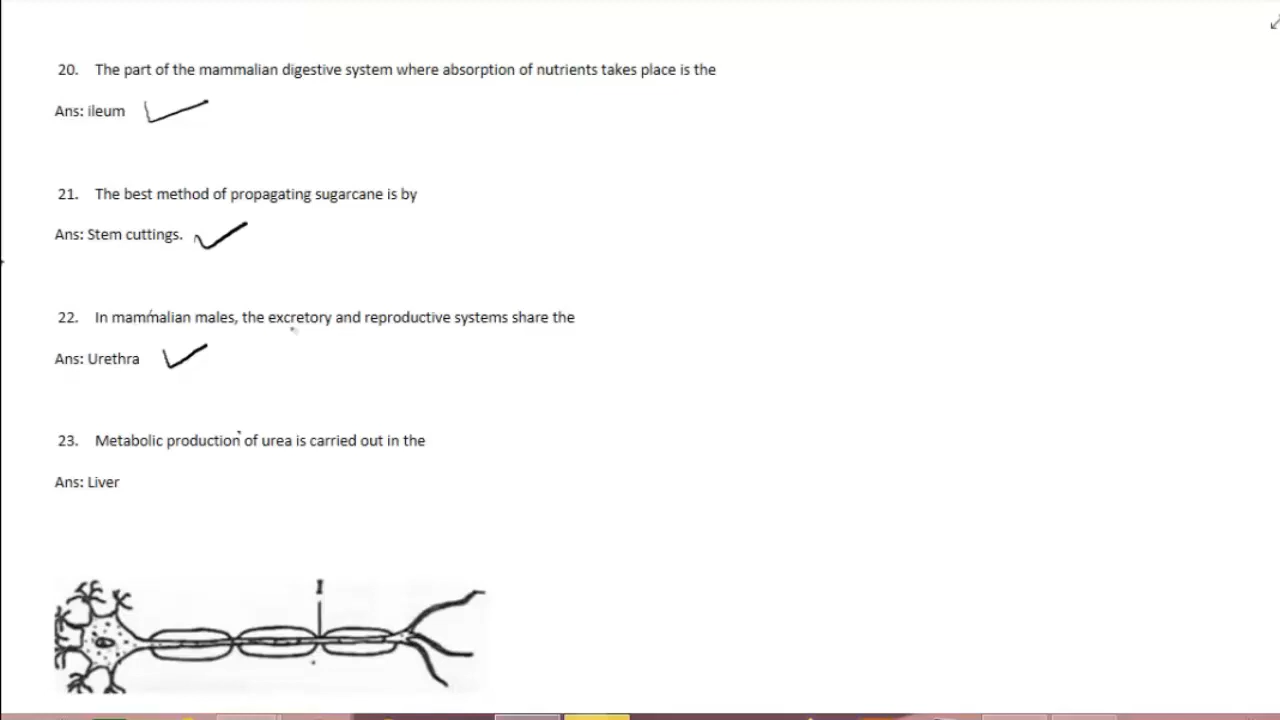 20. The part of the mammalian digestive system where absorption of nutrients takes place is the
Ans: ileum
21. The best method of propagating sugarcane is by
Ans: Stem cuttings.
22. In mammalian males, the excretory and reproductive systems share the
Ans: Urethra
23. Metabolic production of urea is carried out in the
Ans: Liver
I